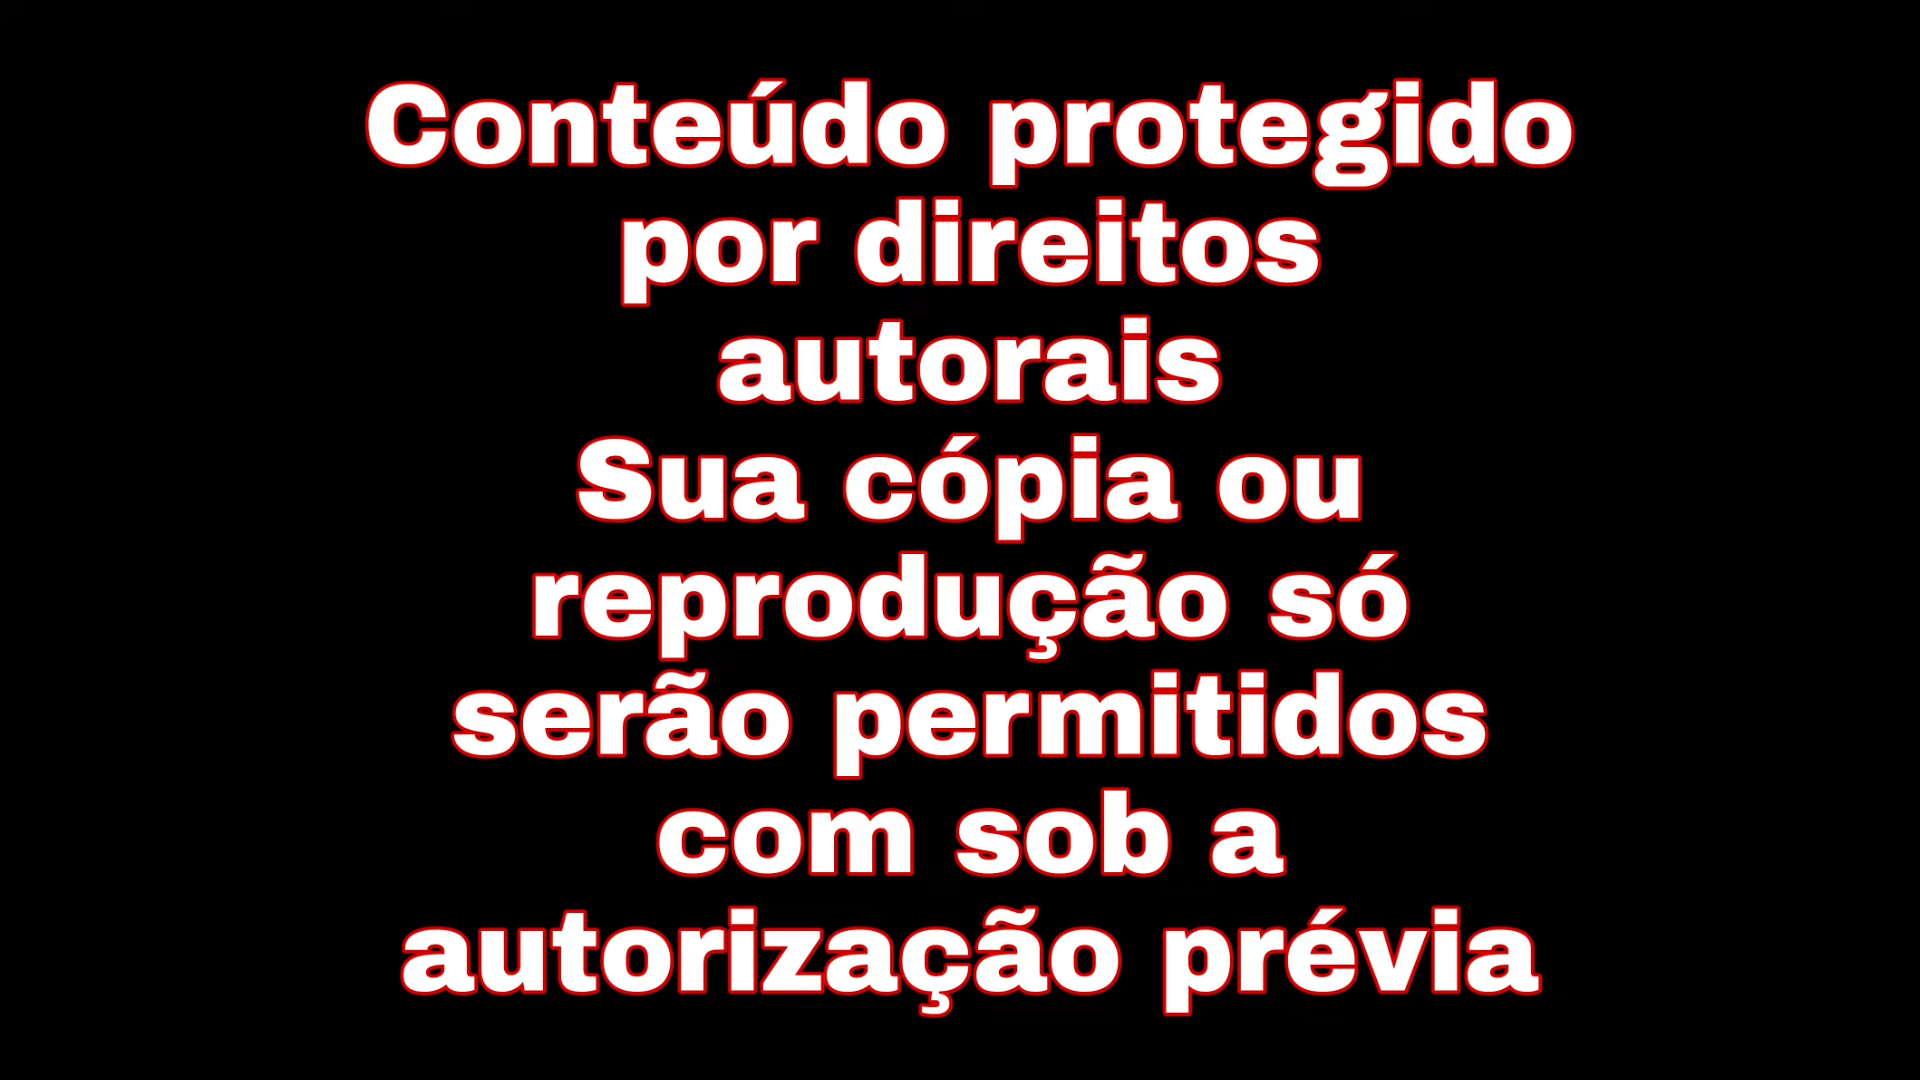 Conteúdo protegido
por direitos
autorais
Sua cópia ou
reprodução só
serão permitidos
com sob a
autorização prévia